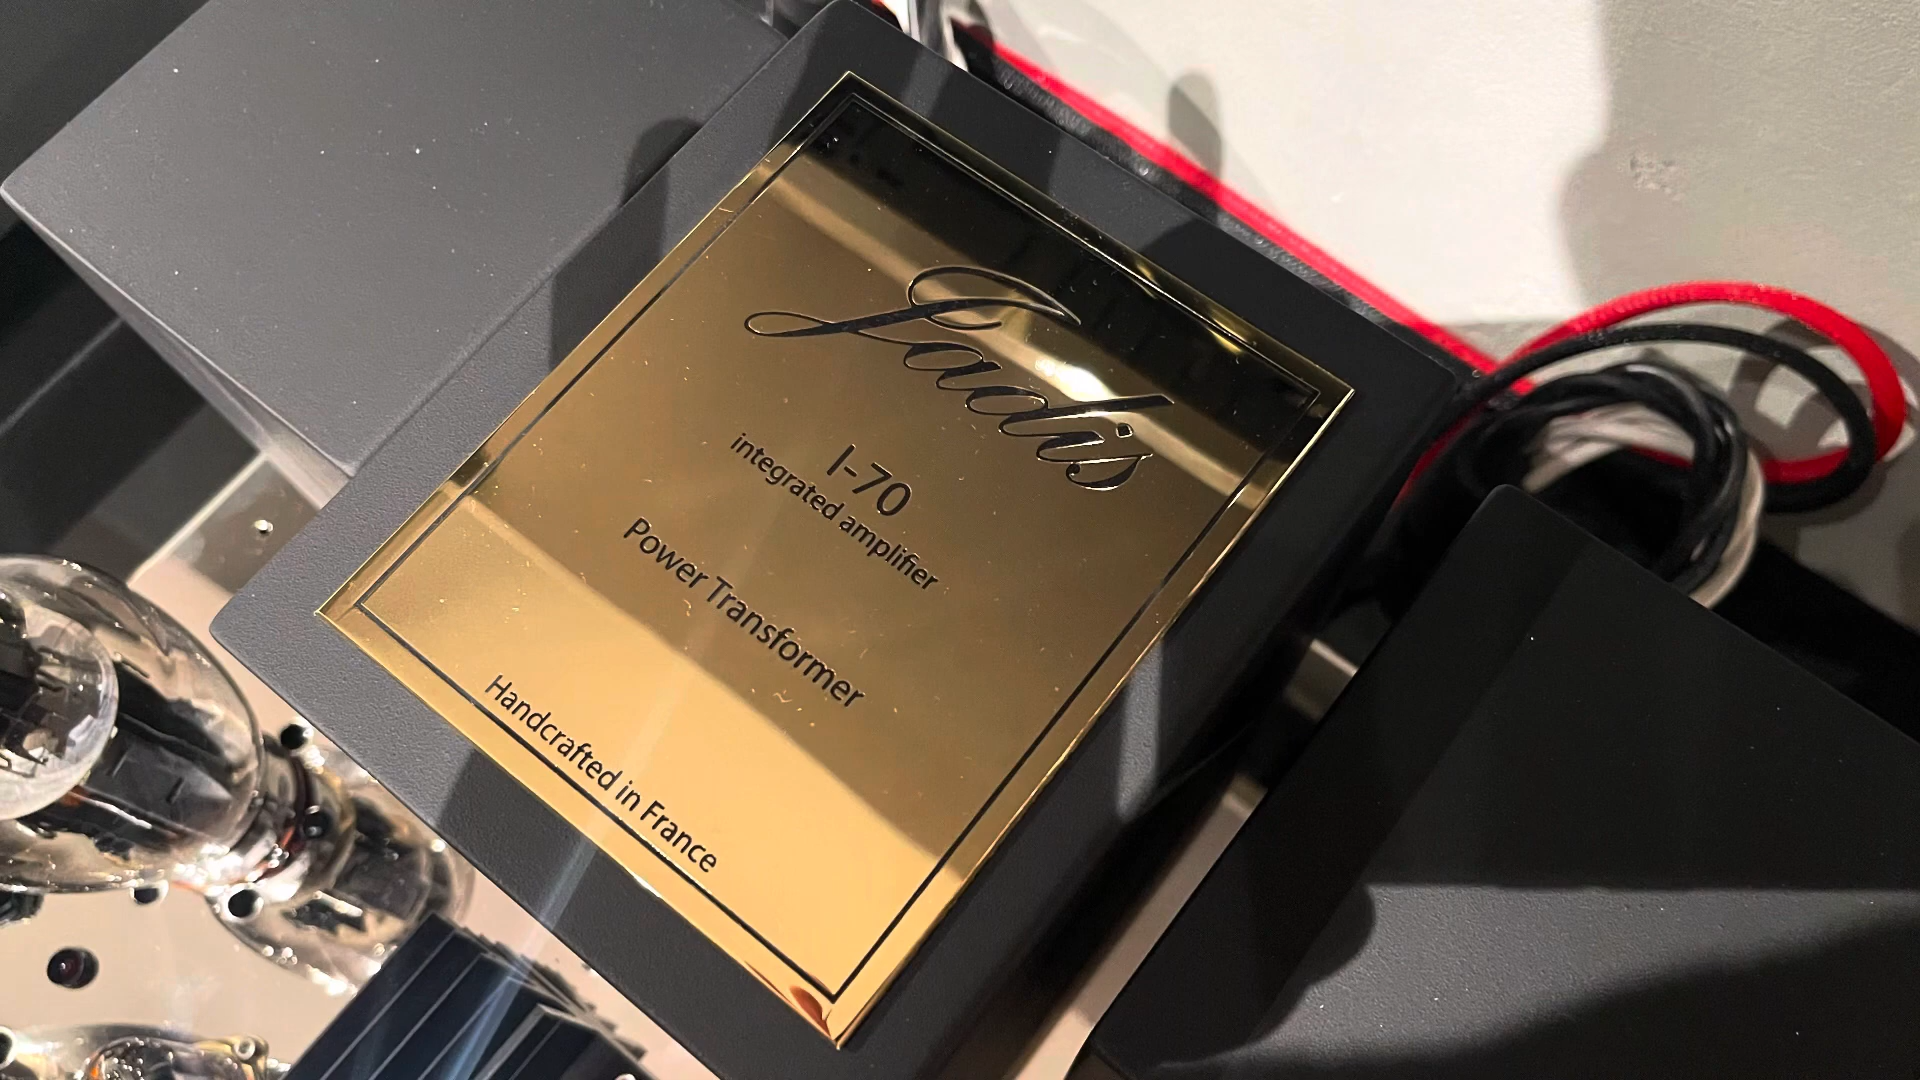 Jadis
I-70
integrated amplifier
Power Transformer
~
Handcrafted in France